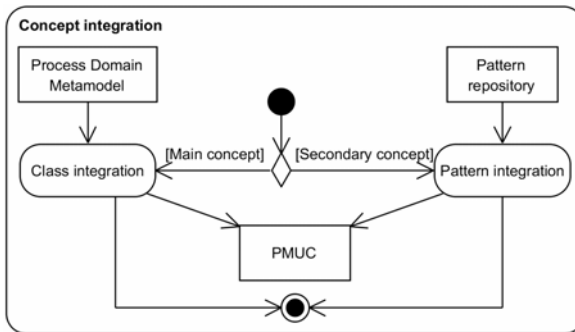 Concept integration
Process Domain
Metamodel
Pattern
repository
[Main concept]
[Secondary concept]
Class integration
Pattern integration
PMUC